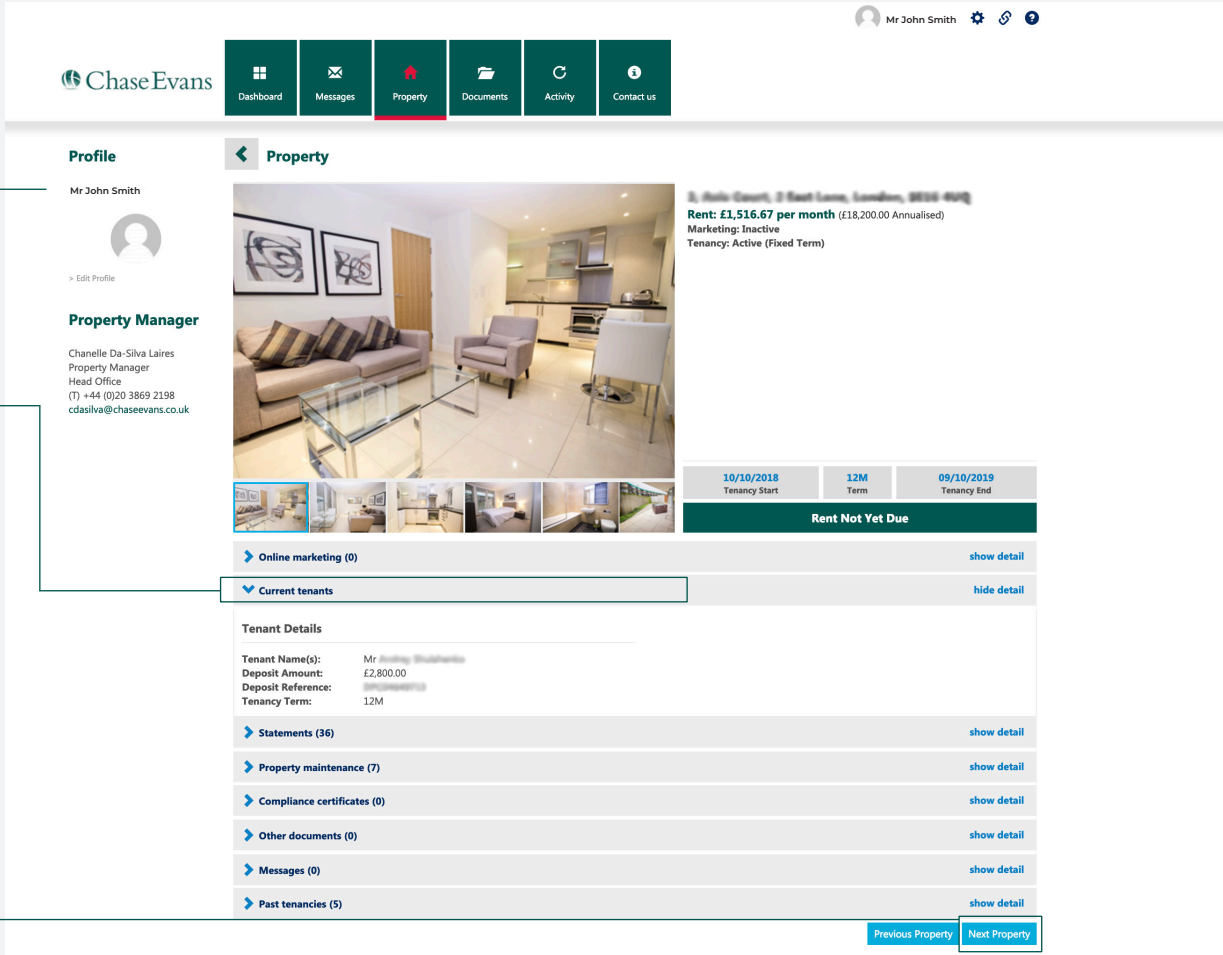 Mr John Smith
Chase Evans
Dashboard
Messages
Property
Documents
Activity
Contact us
Profile
Mr John Smith
> Edit Profile
Property Manager
Chanelle Da-Silva Laires
Property Manager
Head Office
(T) +44 (0)20 3869 2198
cdasilva@chaseevans.co.uk
Property
Rent: £1,516.67 per month (£18,200.00 Annualised)
Marketing: Inactive
Tenancy: Active (Fixed Term)
10/10/2018
Tenancy Start
12M
Term
09/10/2019
Tenancy End
Rent Not Yet Due
Online marketing (0) show detail
Current tenants hide detail
Tenant Details
Tenant Name(s): Mr
Deposit Amount: £2,800.00
Deposit Reference:
Tenancy Term: 12M
Statements (36) show detail
Property maintenance (7) show detail
Compliance certificates (0) show detail
Other documents (0) show detail
Messages (0) show detail
Past tenancies (5) show detail
Previous Property Next Property